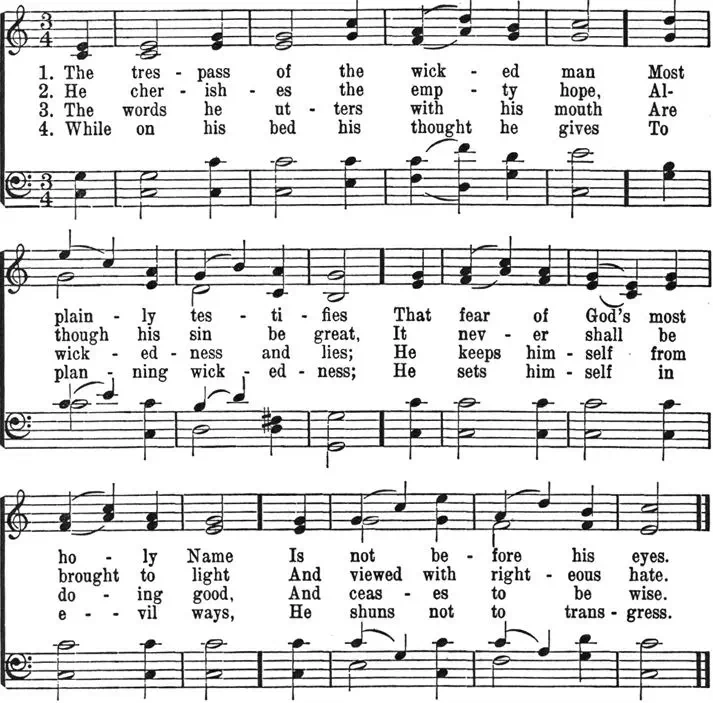 3 4
1. The tres - pass of the wick - ed man Most
2. He cher - ish - es the emp - ty hope, Al-
3. The words he ut - ters with his mouth Are
4. While on his bed his thought he gives To
3 4
plain - ly tes - ti - fies That fear of God's most
though his sin be great, It nev - er shall be
wick - ed - ness and lies; He keeps him - self from
plan - ning wick - ed - ness; He sets him - self in
ho - ly Name Is not be - fore his eyes.
brought to light And viewed with right - eous hate.
do - ing good, And ceas - es to be wise.
e - vil ways, He shuns not to trans - gress.